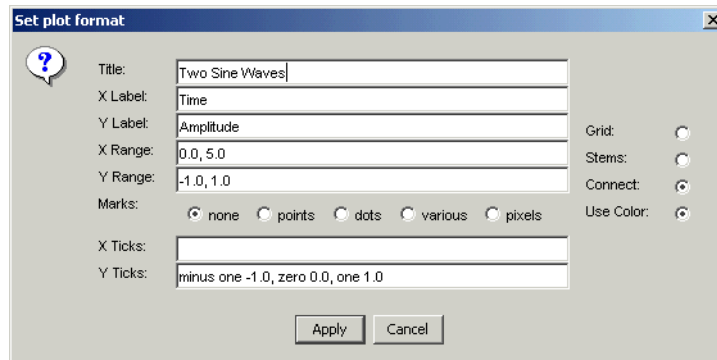 Set plot format
Title: Two Sine Waves
X Label: Time
Y Label: Amplitude
X Range: 0.0, 5.0
Y Range: -1.0, 1.0
Marks: none points dots various pixels
X Ticks:
Y Ticks: minus one -1.0, zero 0.0, one 1.0
Grid:
Stems:
Connect:
Use Color:
Apply Cancel